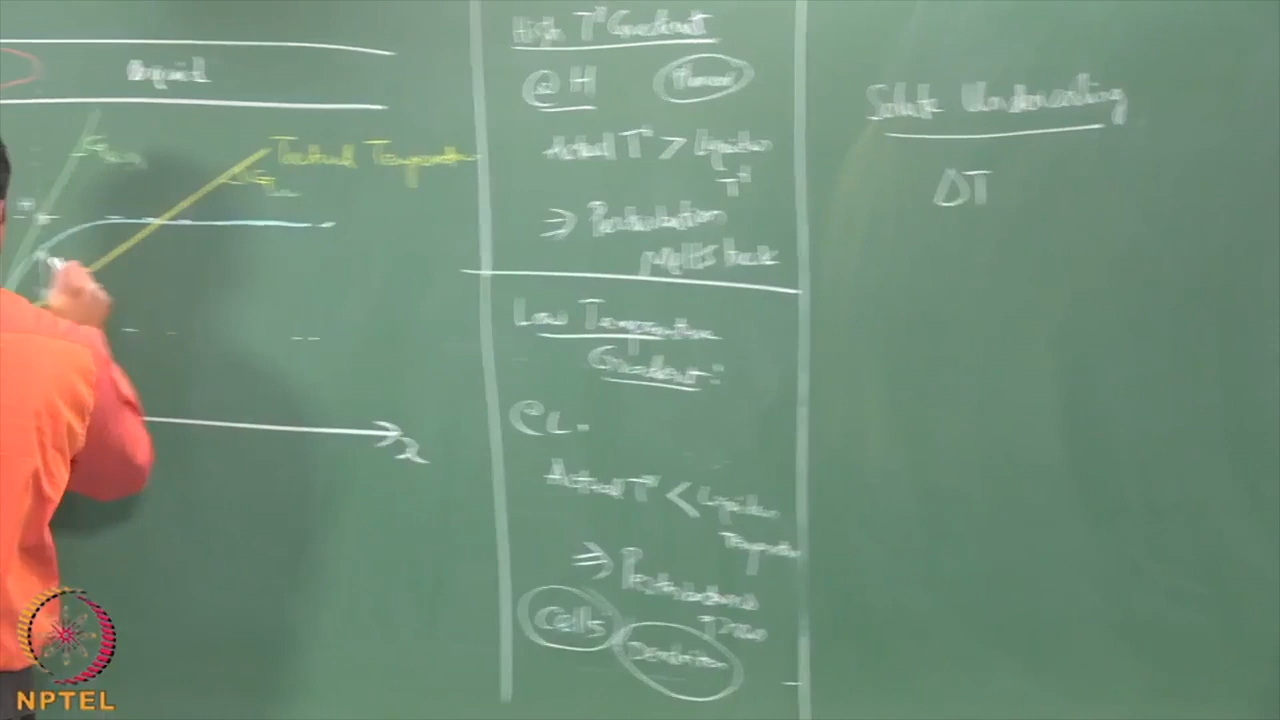 Liquid
Actual Temperature
x
High T° Gradient
@ H Planar
Actual T° > Liquidus
T°
⇒ Perturbation
Melts back
Low Temperature
Gradient:
@ L.
Actual T° < Liquidus
Temperature
⇒ Perturbations
Grow
Cells Dendrites
Solute Undercooling
ΔT
NPTEL